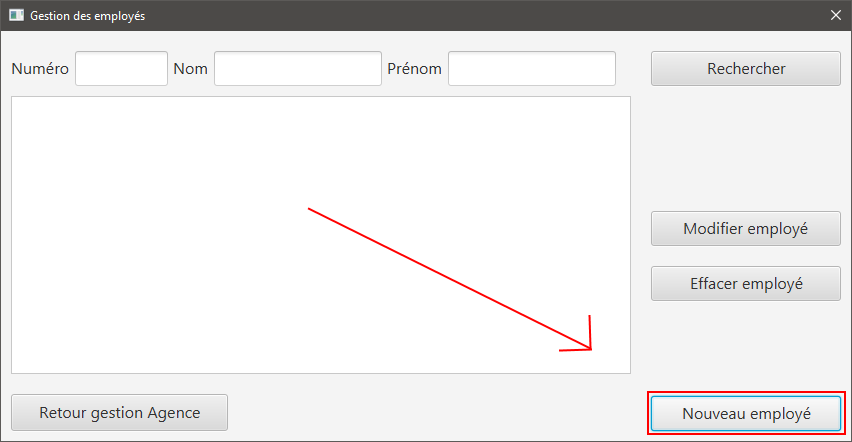 Gestion des employés
Numéro Nom Prénom Rechercher
Modifier employé
Effacer employé
Retour gestion Agence Nouveau employé